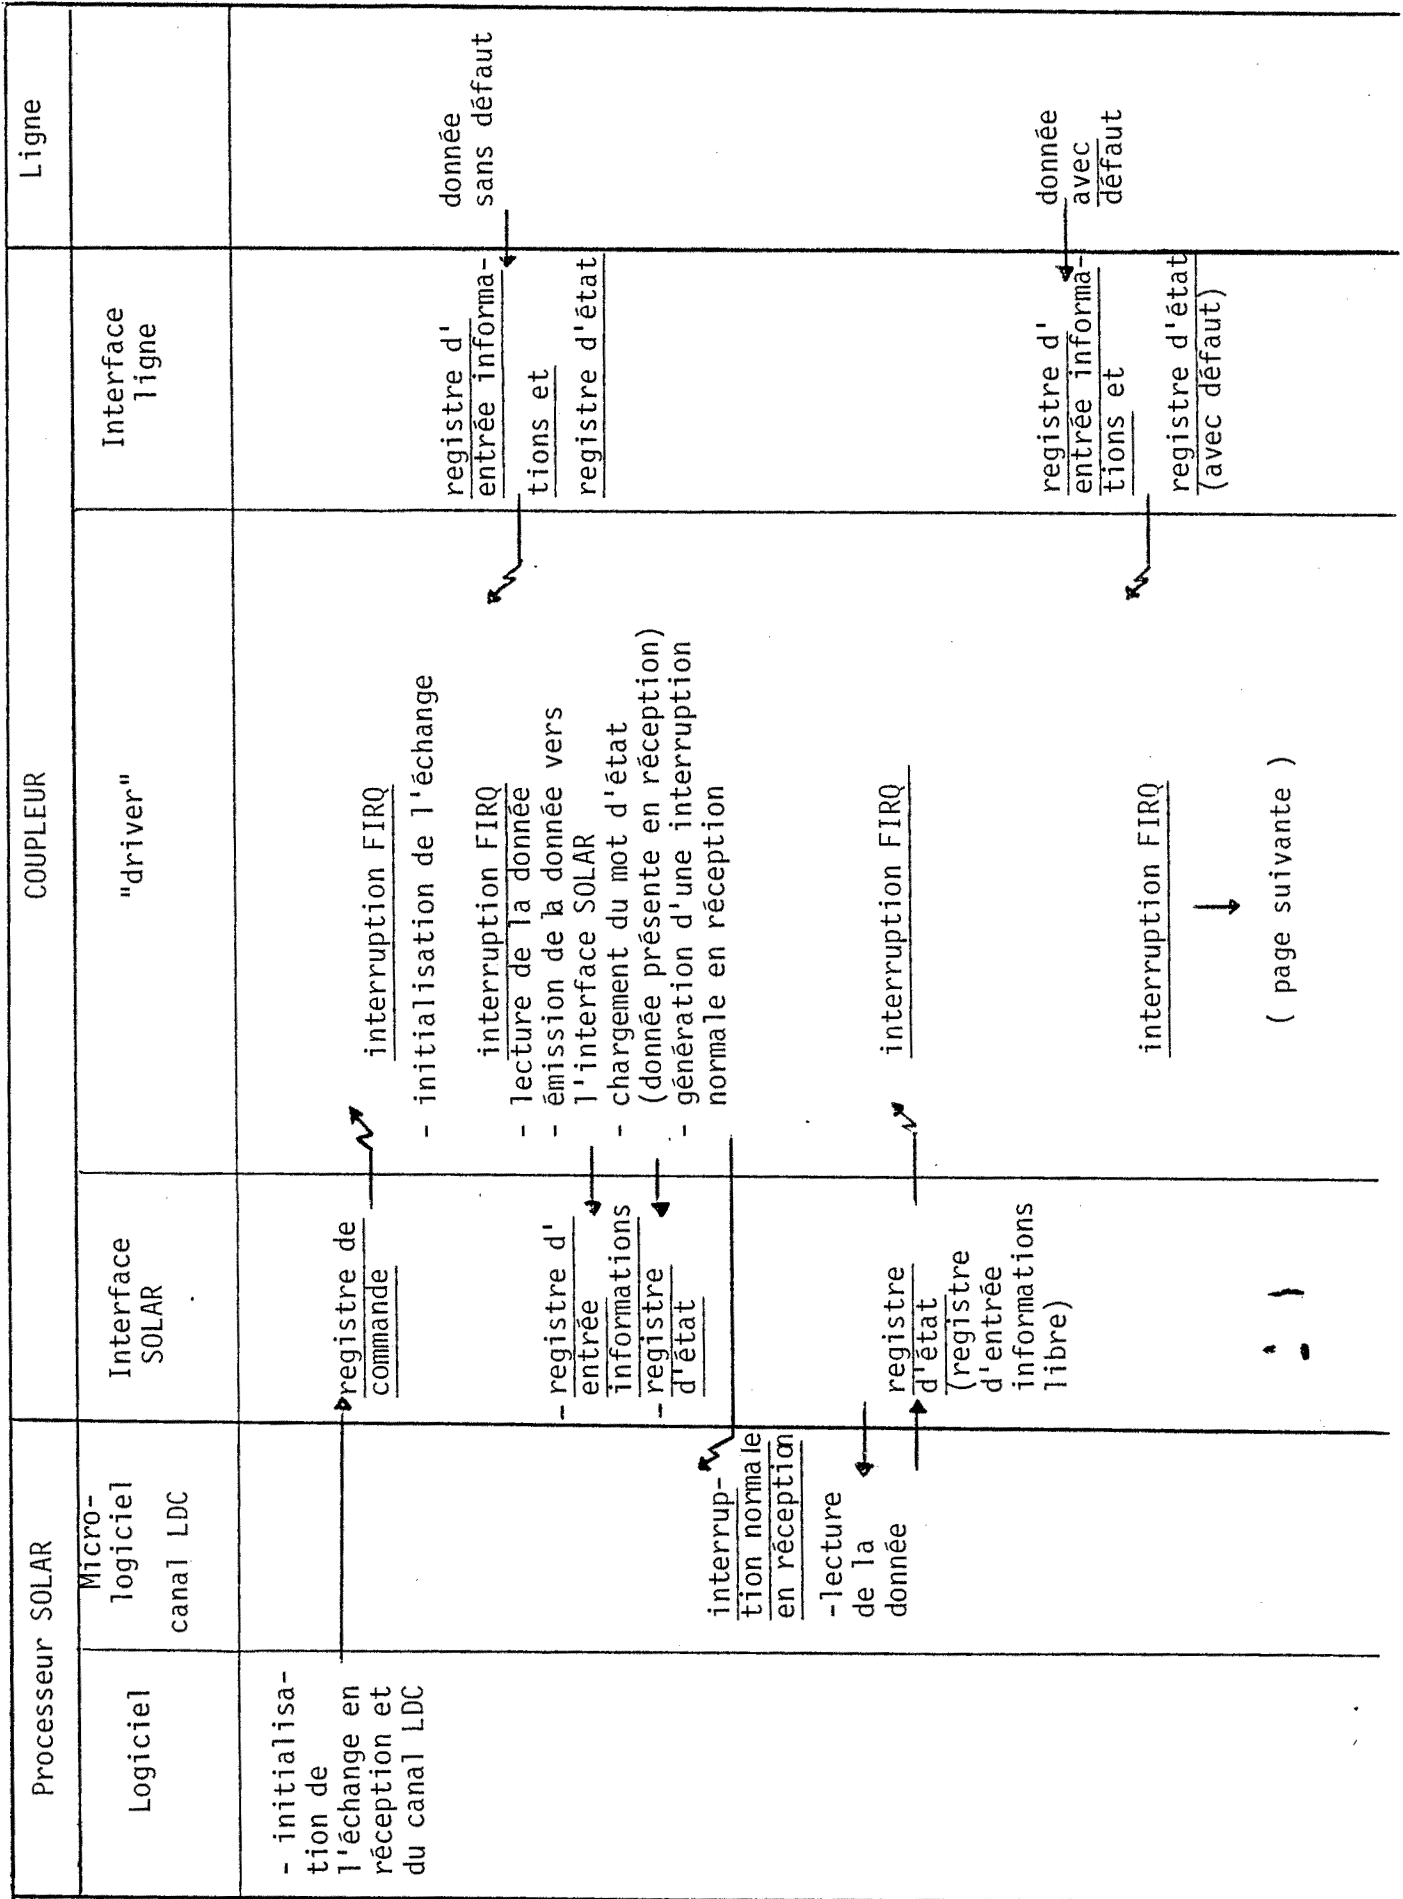 Processeur SOLAR
COUPLEUR
Ligne
Logiciel
Micro-
logiciel
canal LDC
Interface
SOLAR
"driver"
Interface
ligne
- initialisa-
tion de
l'échange en
réception et
du canal LDC
registre de
commande
interruption FIRQ
- initialisation de l'échange
donnée
sans défaut
registre d'
entrée informa-
tions et
registre d'état
interruption FIRQ
- lecture de la donnée
- émission de la donnée vers
l'interface SOLAR
- chargement du mot d'état
(donnée présente en réception)
- génération d'une interruption
normale en réception
- registre d'
entrée
informations
- registre
d'état
interrup-
tion normale
en réception
-lecture
de la
donnée
registre
d'état
(registre
d'entrée
informations
libre)
interruption FIRQ
donnée
avec
défaut
registre d'
entrée informa-
tions et
registre d'état
(avec défaut)
interruption FIRQ
( page suivante )